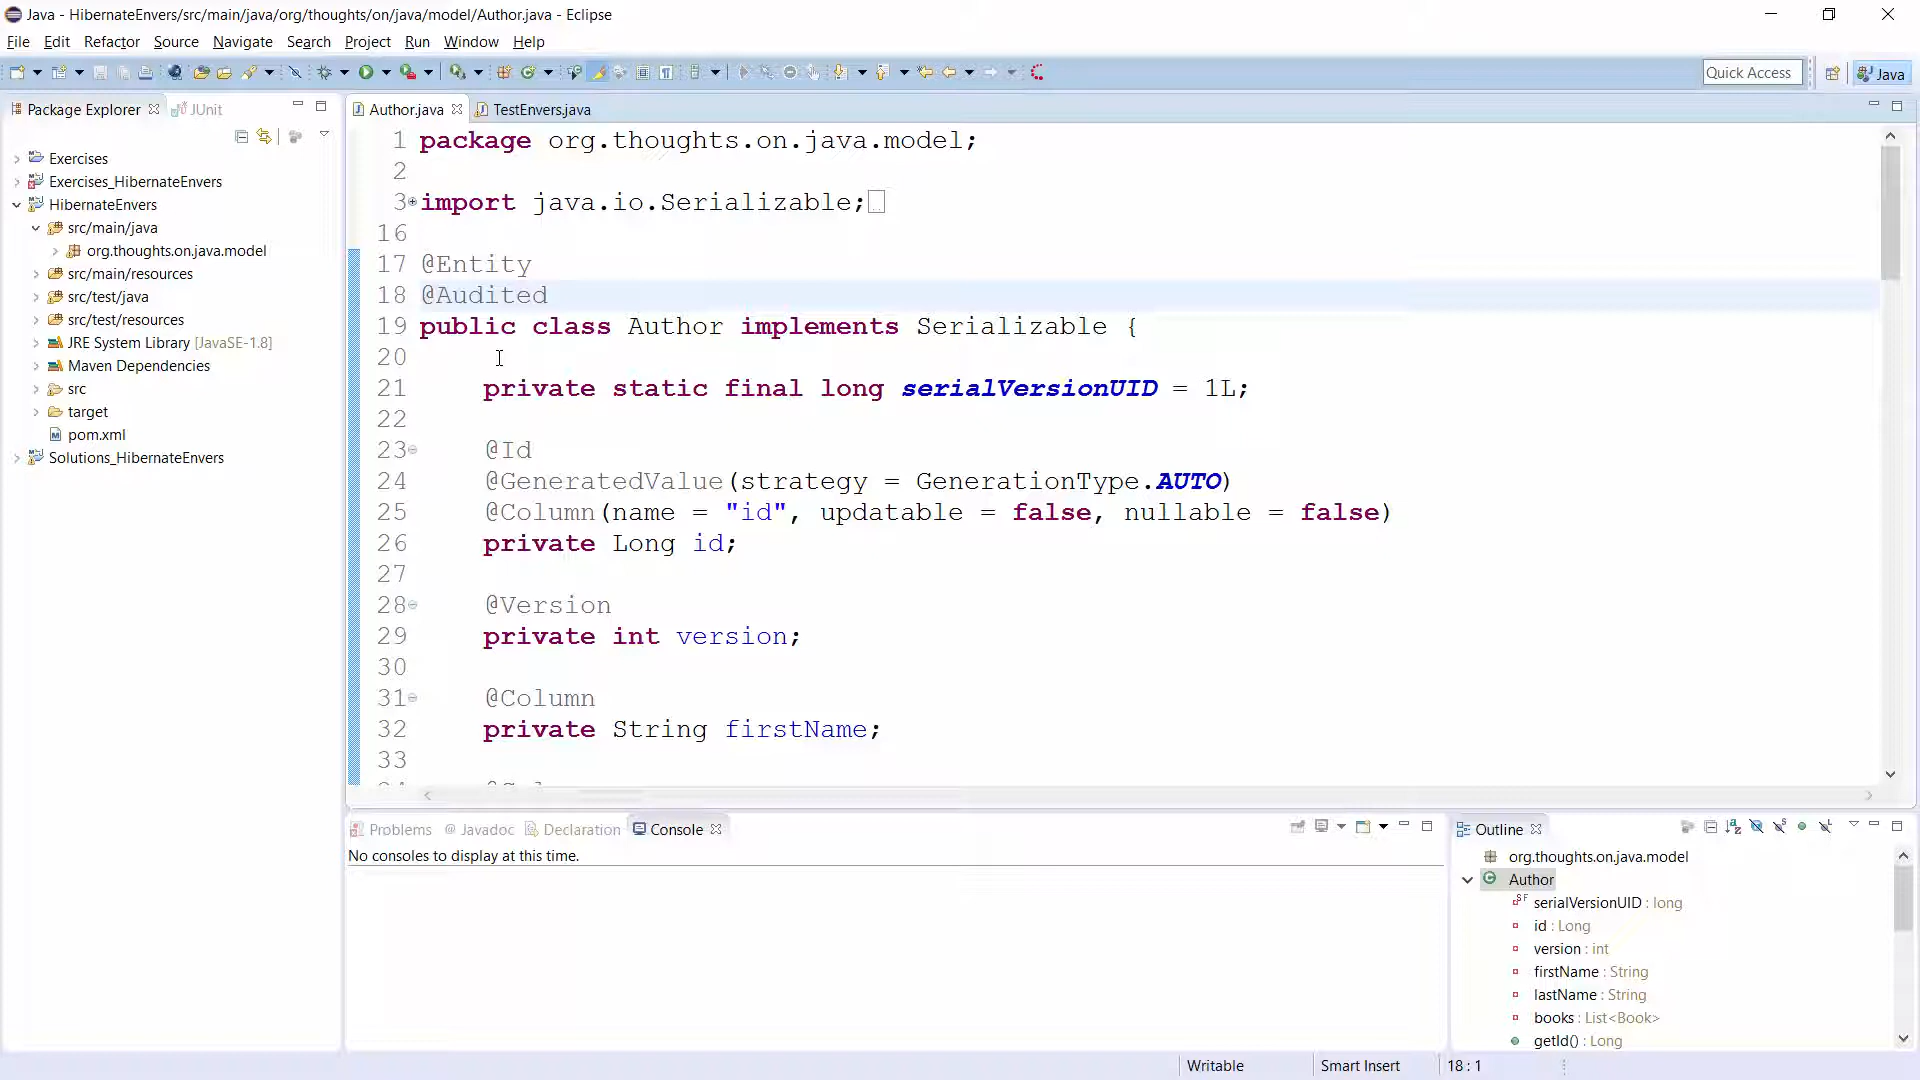 Java - HibernateEnvers/src/main/java/org/thoughts/on/java/model/Author.java - Eclipse
File Edit Refactor Source Navigate Search Project Run Window Help
Quick Access Java
Package Explorer JUnit
Exercises
Exercises_HibernateEnvers
HibernateEnvers
src/main/java
org.thoughts.on.java.model
src/main/resources
src/test/java
src/test/resources
JRE System Library [JavaSE-1.8]
Maven Dependencies
src
target
pom.xml
Solutions_HibernateEnvers
Author.java TestEnvers.java
1 package org.thoughts.on.java.model;
2
3 import java.io.Serializable;
16
17 @Entity
18 @Audited
19 public class Author implements Serializable {
20
21 private static final long serialVersionUID = 1L;
22
23 @Id
24 @GeneratedValue(strategy = GenerationType.AUTO)
25 @Column(name = "id", updatable = false, nullable = false)
26 private Long id;
27
28 @Version
29 private int version;
30
31 @Column
32 private String firstName;
33
Problems @ Javadoc Declaration Console
No consoles to display at this time.
Outline
org.thoughts.on.java.model
Author
serialVersionUID : long
id : Long
version : int
firstName : String
lastName : String
books : List<Book>
getId() : Long
Writable Smart Insert 18 : 1